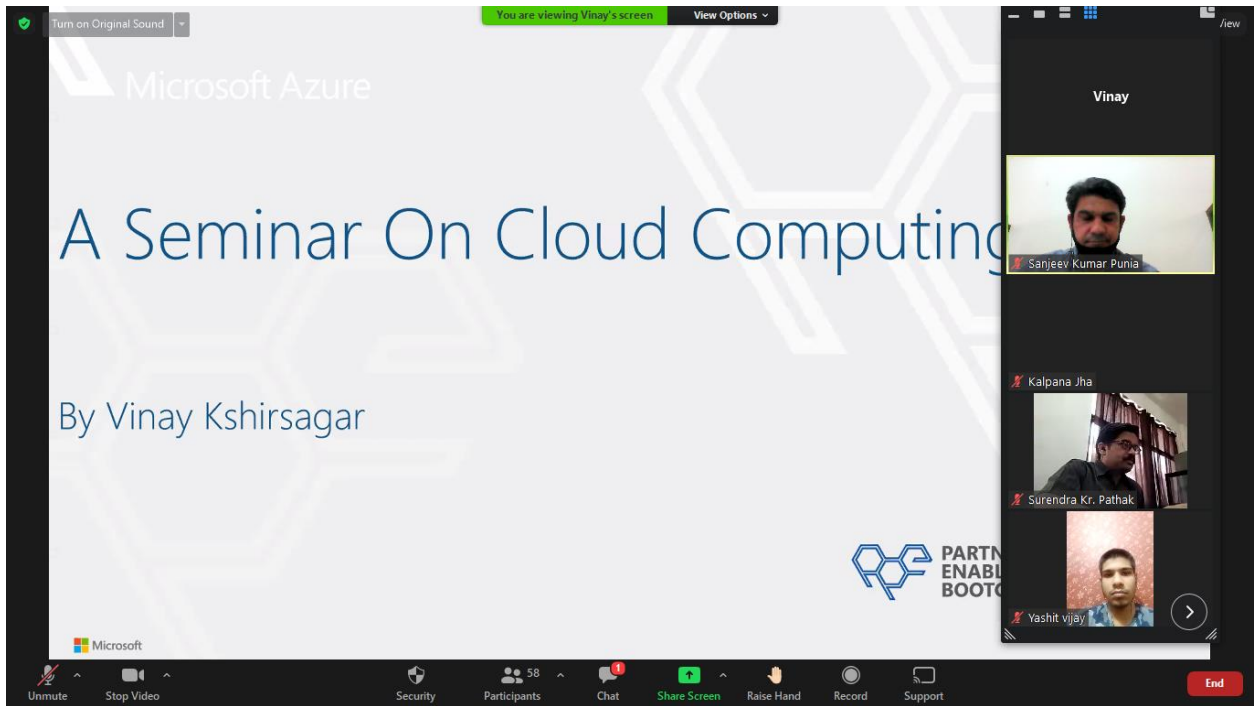 Turn on Original Sound
You are viewing Vinay's screen
View Options
View
Microsoft Azure
A Seminar On Cloud Computing
By Vinay Kshirsagar
Vinay
Sanjeev Kumar Punia
Kalpana Jha
Surendra Kr. Pathak
Yashit vijay
PARTN
ENABL
BOOTC
Microsoft
Unmute
Stop Video
Security
58
Participants
1
Chat
Share Screen
Raise Hand
Record
Support
End